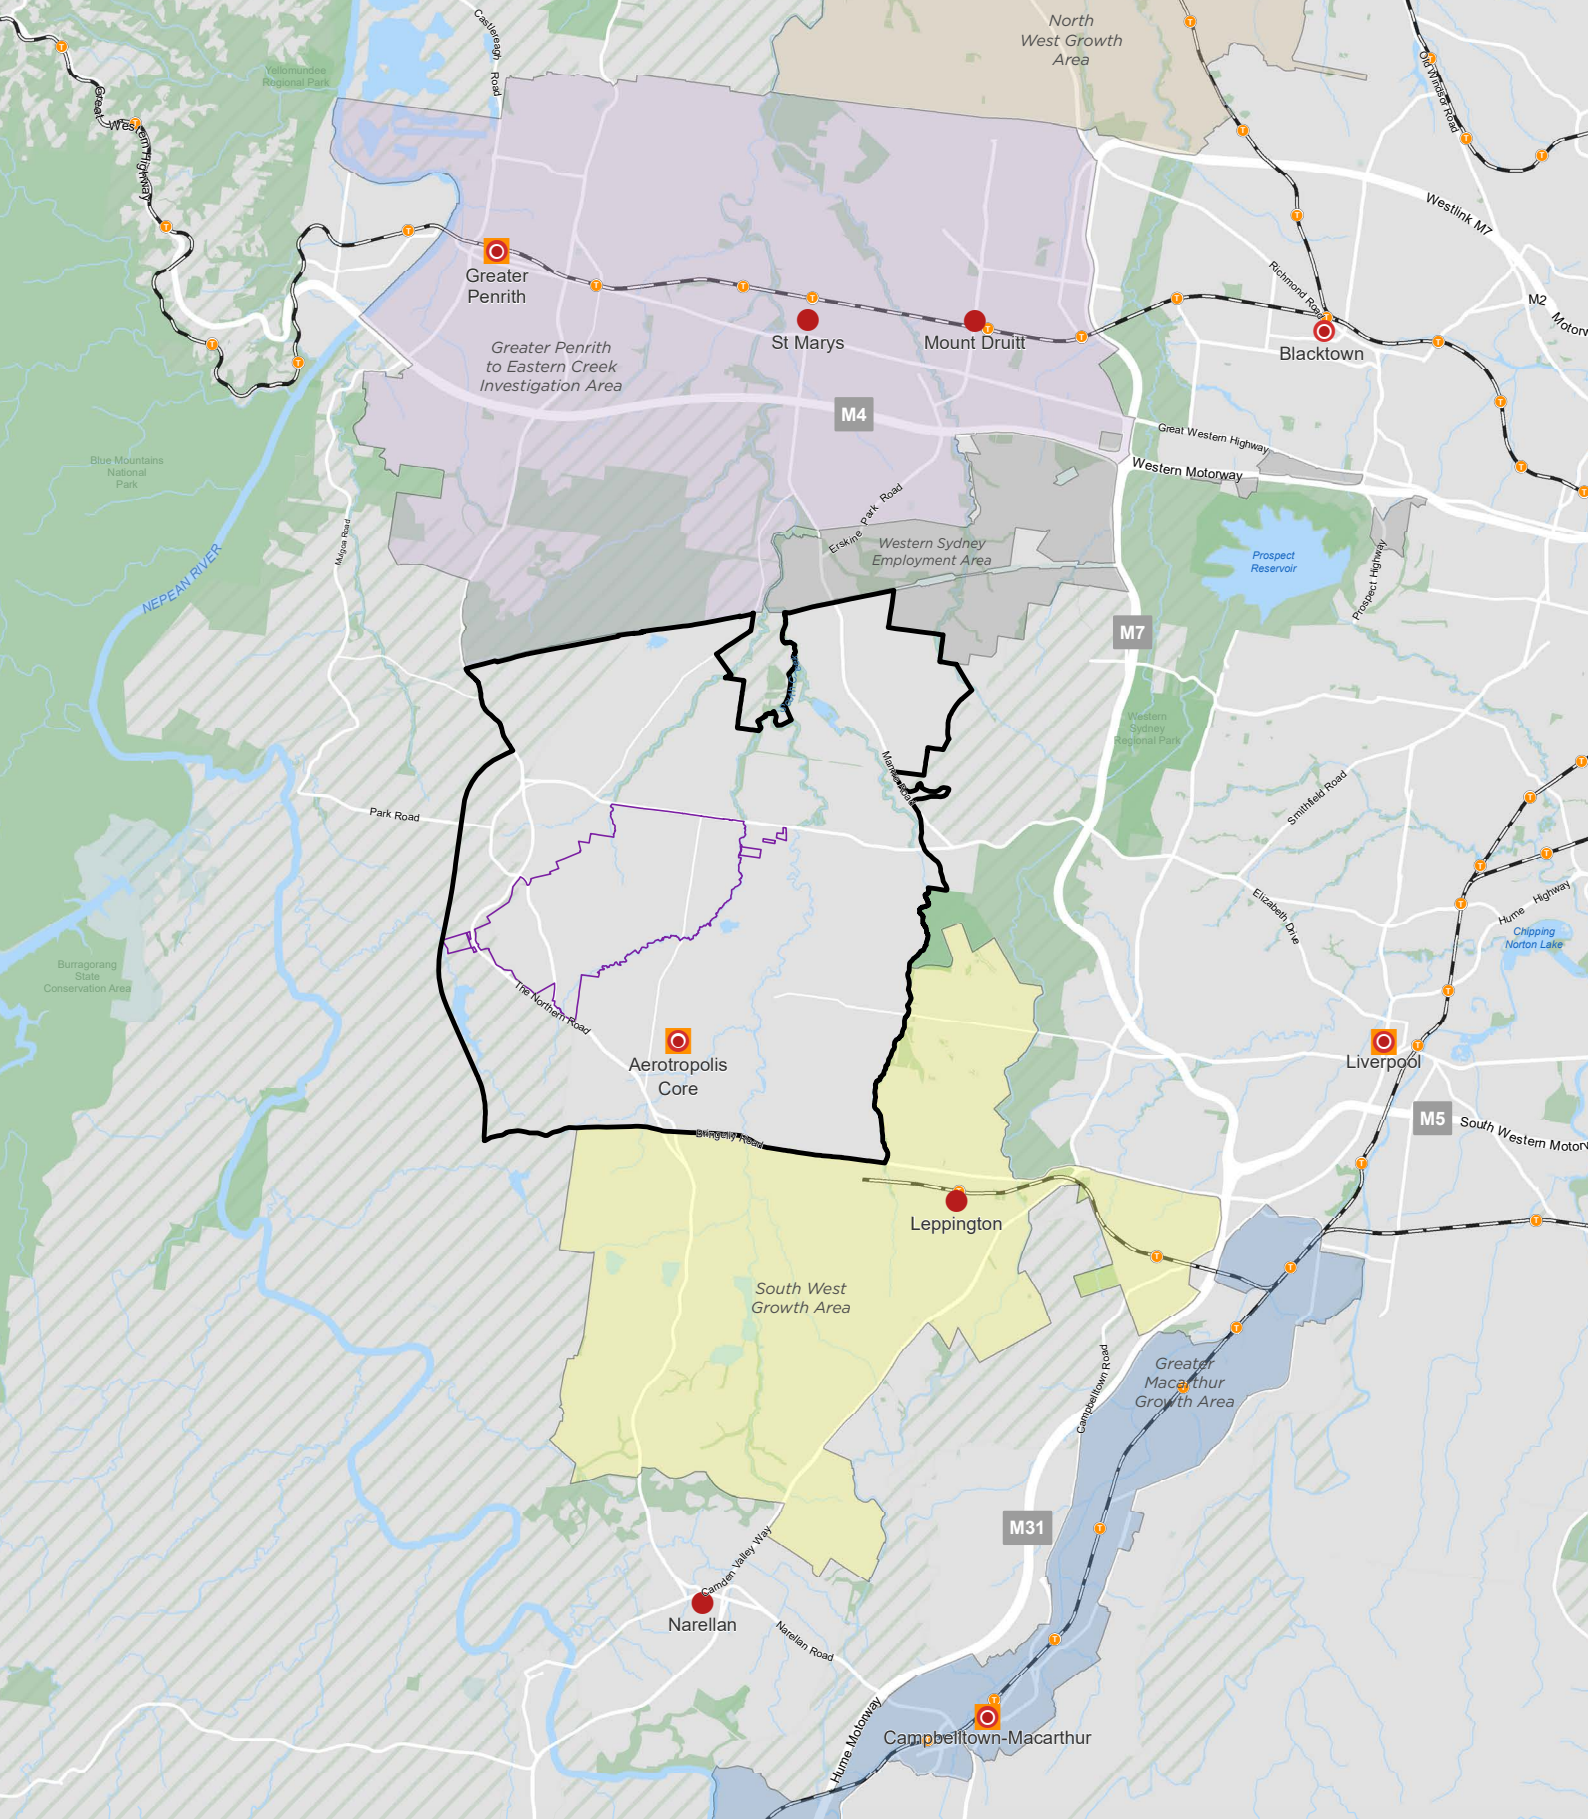 North
West Growth
Area
Castlereagh Road
Old Windsor Road
Yellomundee
Regional Park
Great Western Highway
Westlink M7
Richmond Road
M2
Motorw
Greater
Penrith
St Marys
Mount Druitt
Blacktown
Greater Penrith
to Eastern Creek
Investigation Area
M4
Great Western Highway
Western Motorway
Blue Mountains
National
Park
Mulgoa Road
Erskine Park Road
Western Sydney
Employment Area
Prospect
Reservoir
Prospect Highway
NEPEAN RIVER
M7
Western
Sydney
Regional Park
Park Road
Smithfield Road
Elizabeth Drive
Hume Highway
Chipping
Norton Lake
Burragorang
State
Conservation Area
The Northern Road
Aerotropolis
Core
Liverpool
M5
South Western Motorw
Bringelly Road
Leppington
South West
Growth Area
Greater
Macarthur
Growth Area
Campbelltown Road
M31
Camden Valley Way
Narellan
Narellan Road
Hume Motorway
Campbelltown-Macarthur